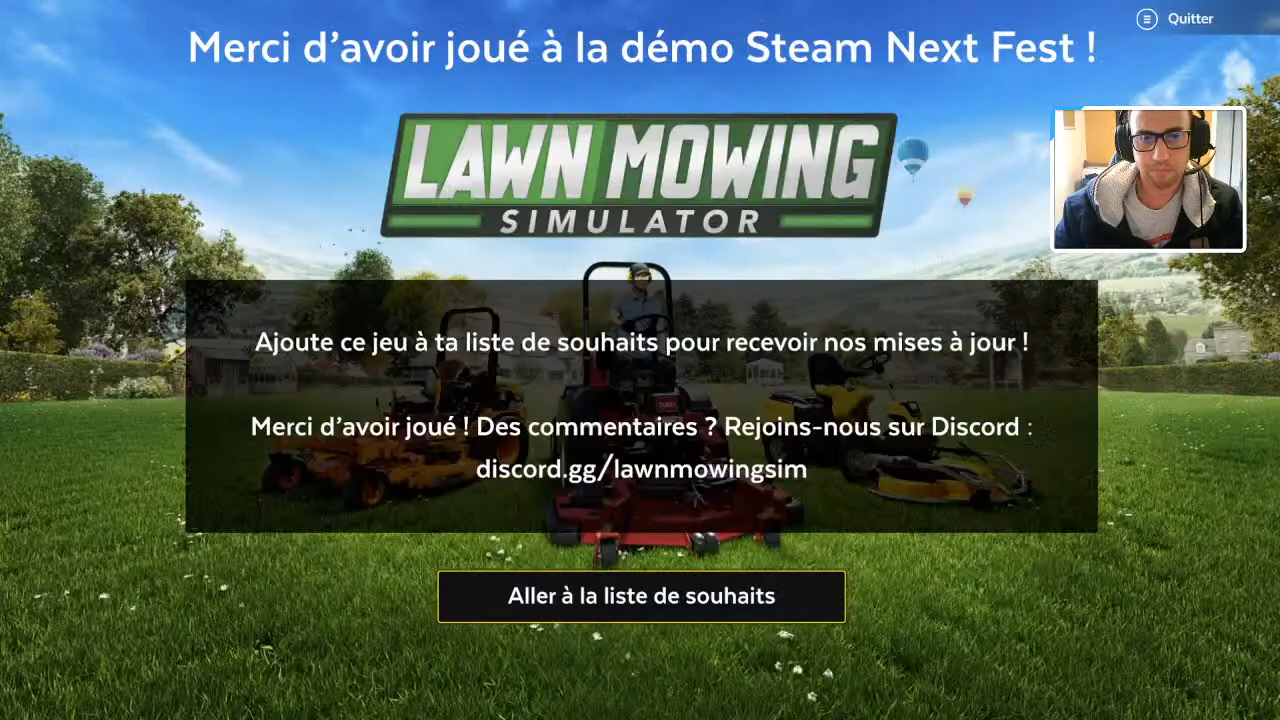 Quitter
Merci d'avoir joué à la démo Steam Next Fest !
LAWN MOWING
SIMULATOR
Ajoute ce jeu à ta liste de souhaits pour recevoir nos mises à jour !
Merci d'avoir joué ! Des commentaires ? Rejoins-nous sur Discord :
discord.gg/lawnmowingsim
Aller à la liste de souhaits